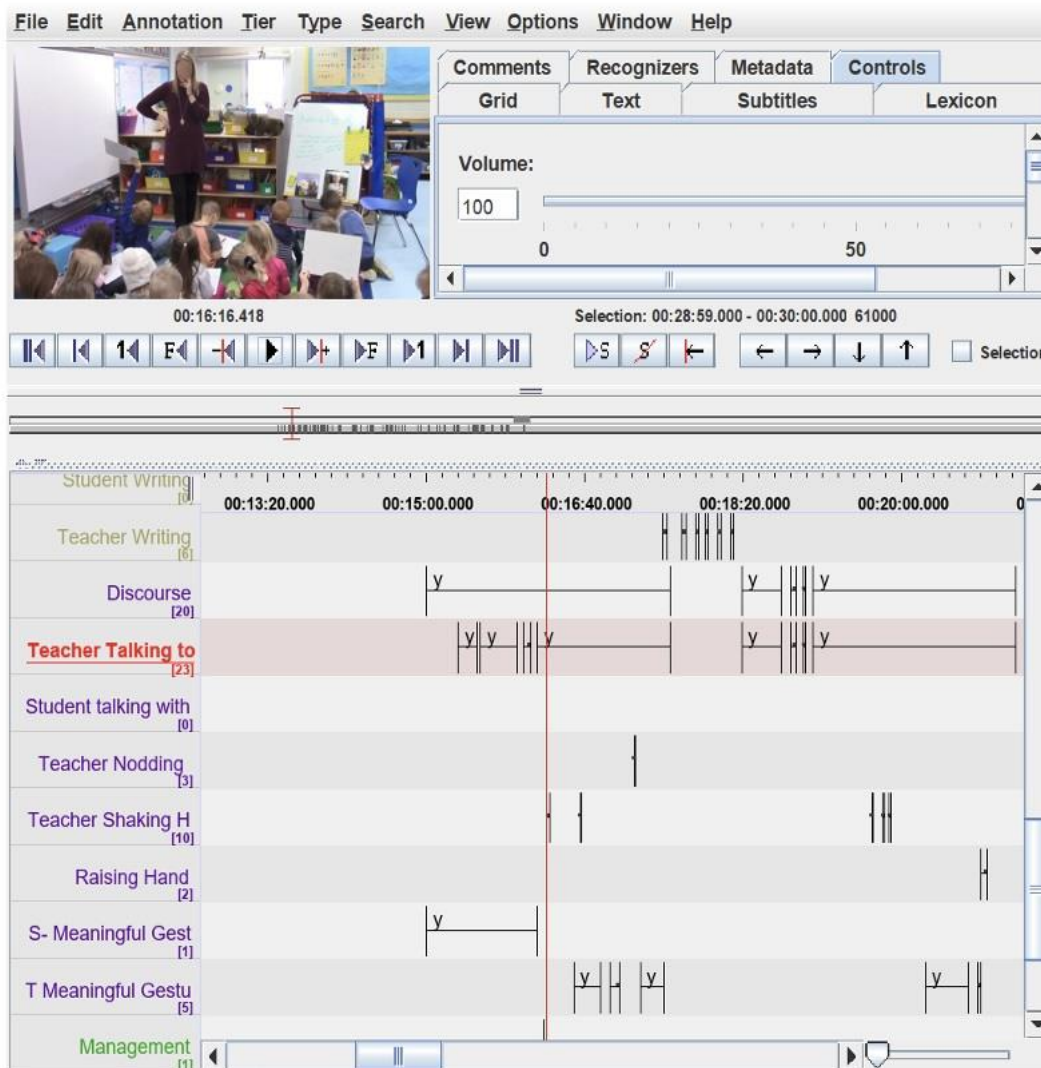 File Edit Annotation Tier Type Search View Options Window Help
Comments Recognizers Metadata Controls
Grid Text Subtitles Lexicon
Volume:
100
0 50
00:16:16.418
Selection: 00:28:59.000 - 00:30:00.000 61000
1 F F 1 S S Selection
Student Writing
[0]
00:13:20.000 00:15:00.000 00:16:40.000 00:18:20.000 00:20:00.000 0
Teacher Writing
[6]
Discourse y y y
[20]
Teacher Talking to y y y y y
[23]
Student talking with
[0]
Teacher Nodding
[3]
Teacher Shaking H
[10]
Raising Hand
[2]
S- Meaningful Gest y
[1]
T Meaningful Gestu y y y
[5]
Management
[1]